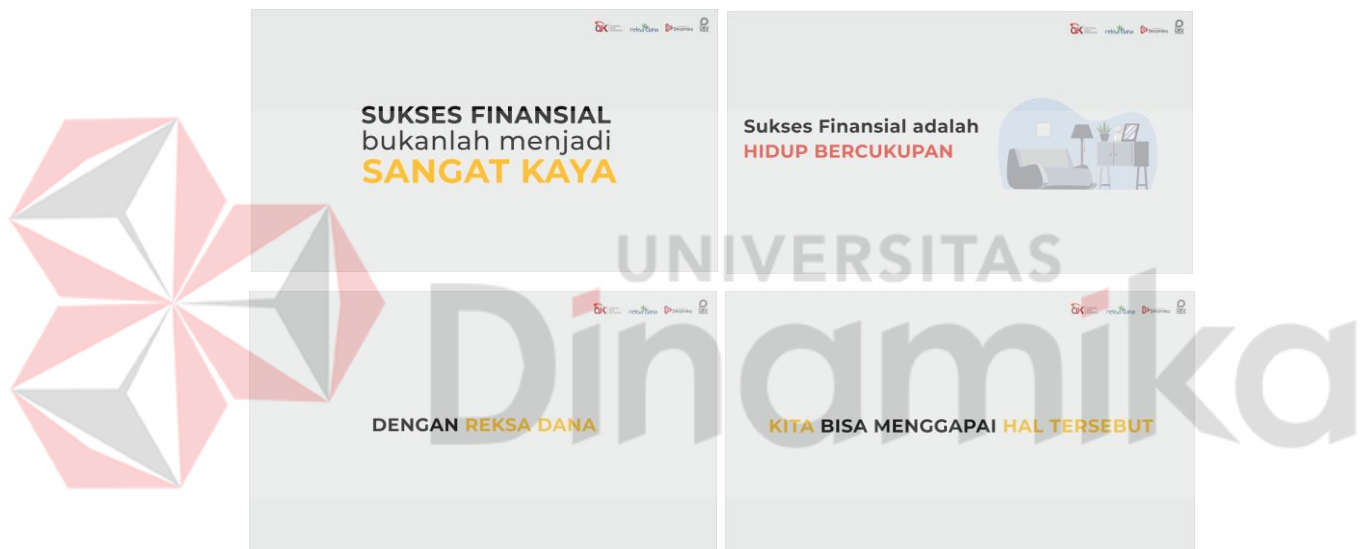 SUKSES FINANSIAL
bukanlah menjadi
SANGAT KAYA
Sukses Finansial adalah
HIDUP BERCUKUPAN
UNIVERSITAS
Dinamika
DENGAN REKSA DANA
KITA BISA MENGGAPAI HAL TERSEBUT